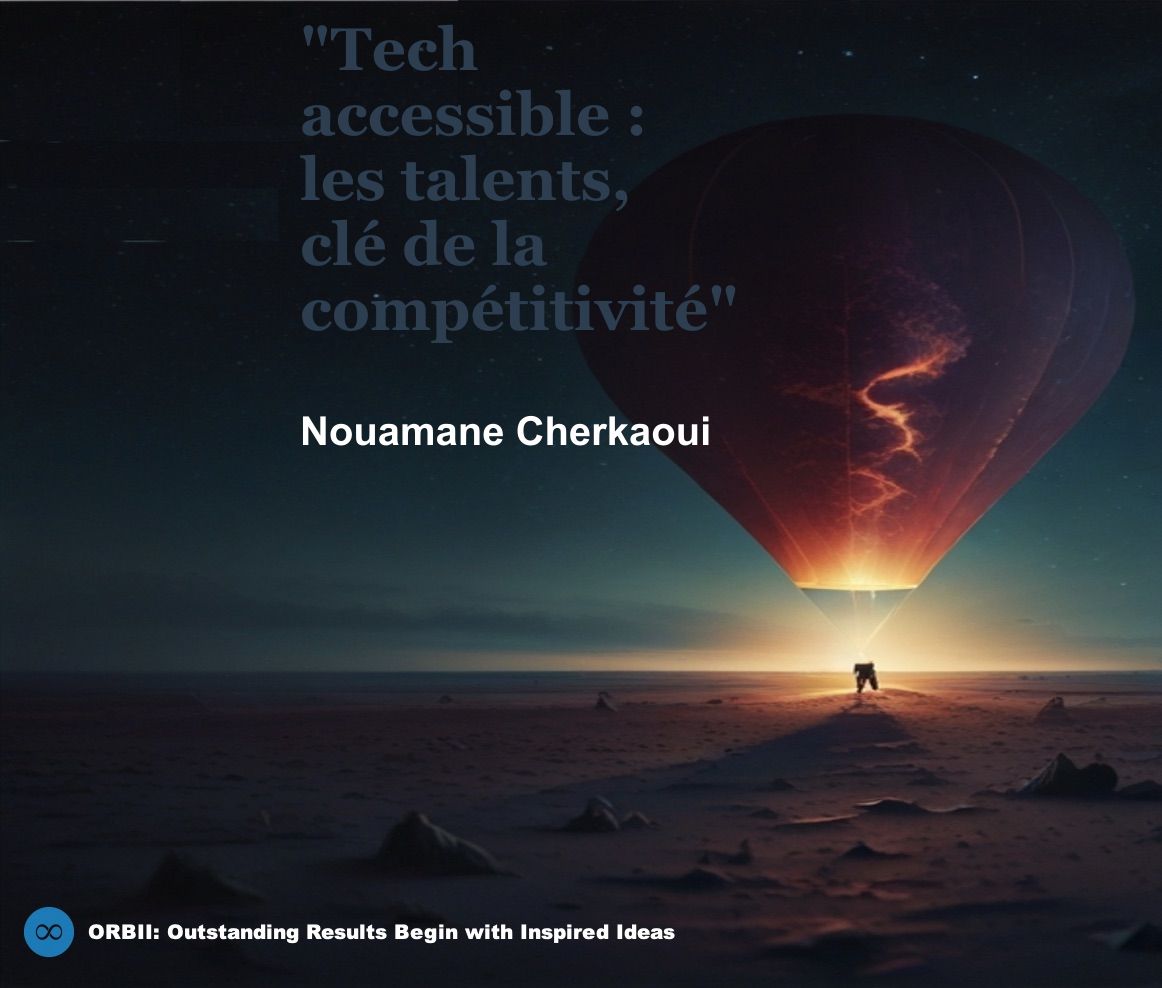 "Tech
accessible :
les talents,
clé de la
compétitivité"
Nouamane Cherkaoui
ORBII: Outstanding Results Begin with Inspired Ideas